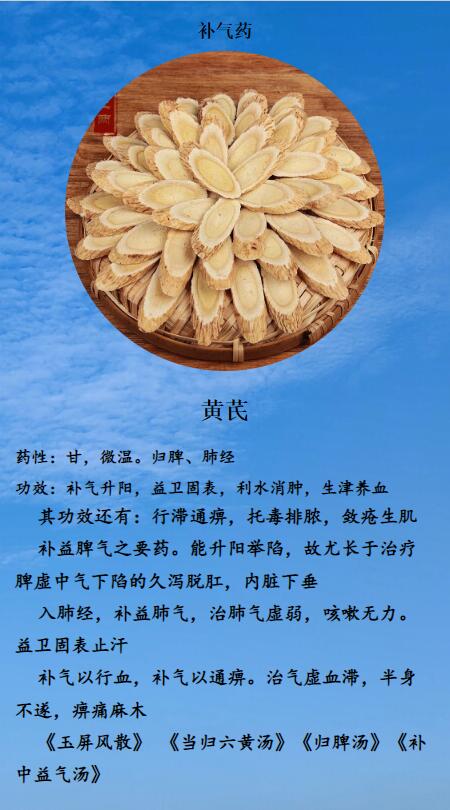 补气药
黄芪
药性：甘，微温。归脾、肺经
功效：补气升阳，益卫固表，利水消肿，生津养血
其功效还有：行滞通痹，托毒排脓，敛疮生肌
补益脾气之要药。能升阳举陷，故尤长于治疗
脾虚中气下陷的久泻脱肛，内脏下垂
入肺经，补益肺气，治肺气虚弱，咳嗽无力。
益卫固表止汗
补气以行血，补气以通痹。治气虚血滞，半身
不遂，痹痛麻木
《玉屏风散》 《当归六黄汤》《归脾汤》《补
中益气汤》